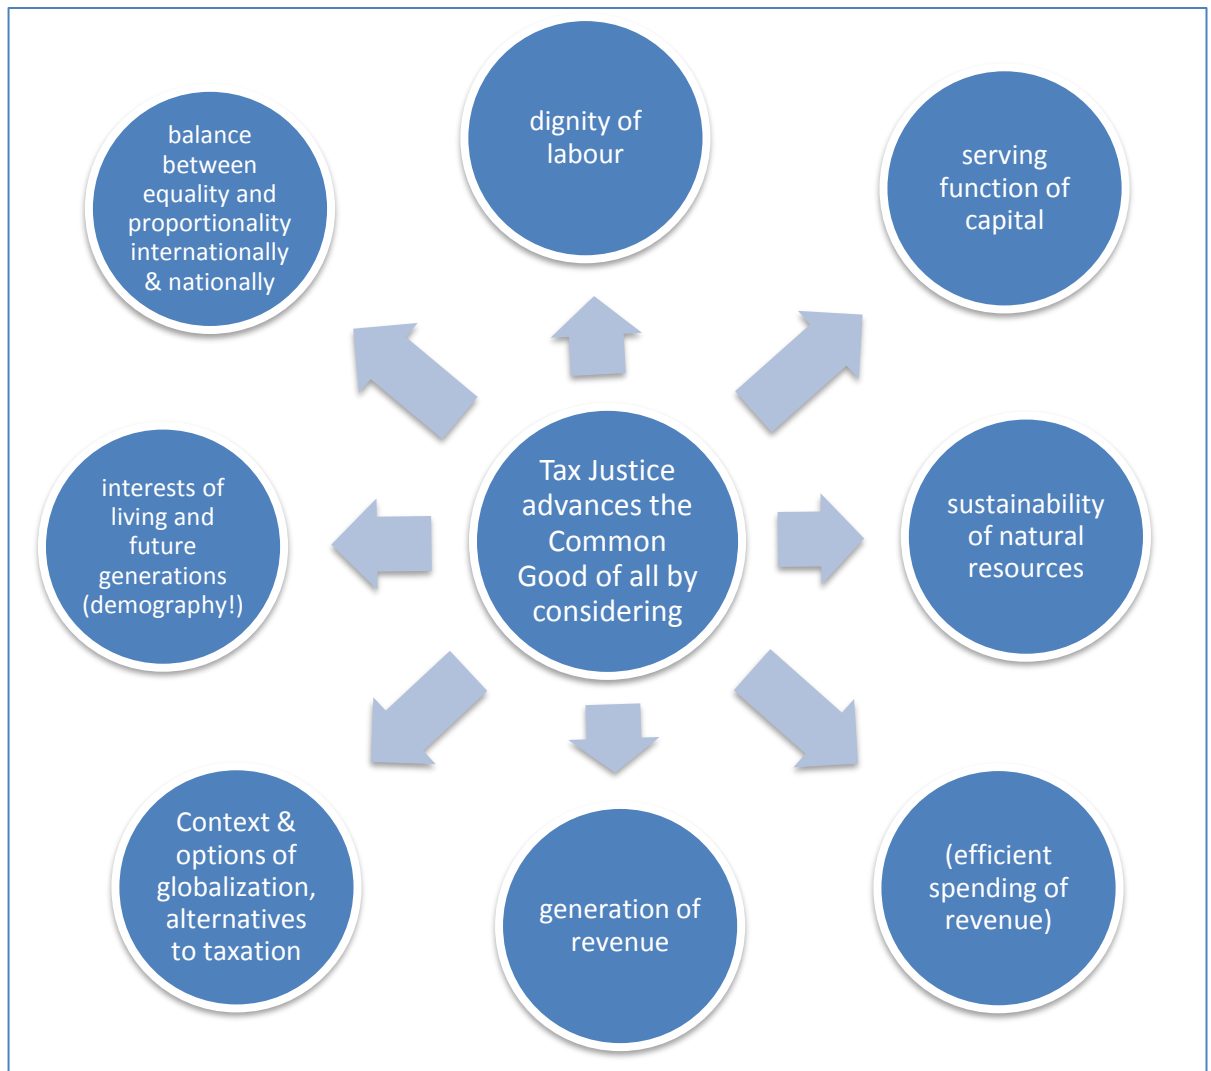 dignity of
labour
serving
function of
capital
sustainability
of natural
resources
(efficient
spending of
revenue)
generation of
revenue
Context &
options of
globalization,
alternatives
to taxation
interests of
living and
future
generations
(demography!)
balance
between
equality and
proportionality
internationally
& nationally
Tax Justice
advances the
Common
Good of all by
considering